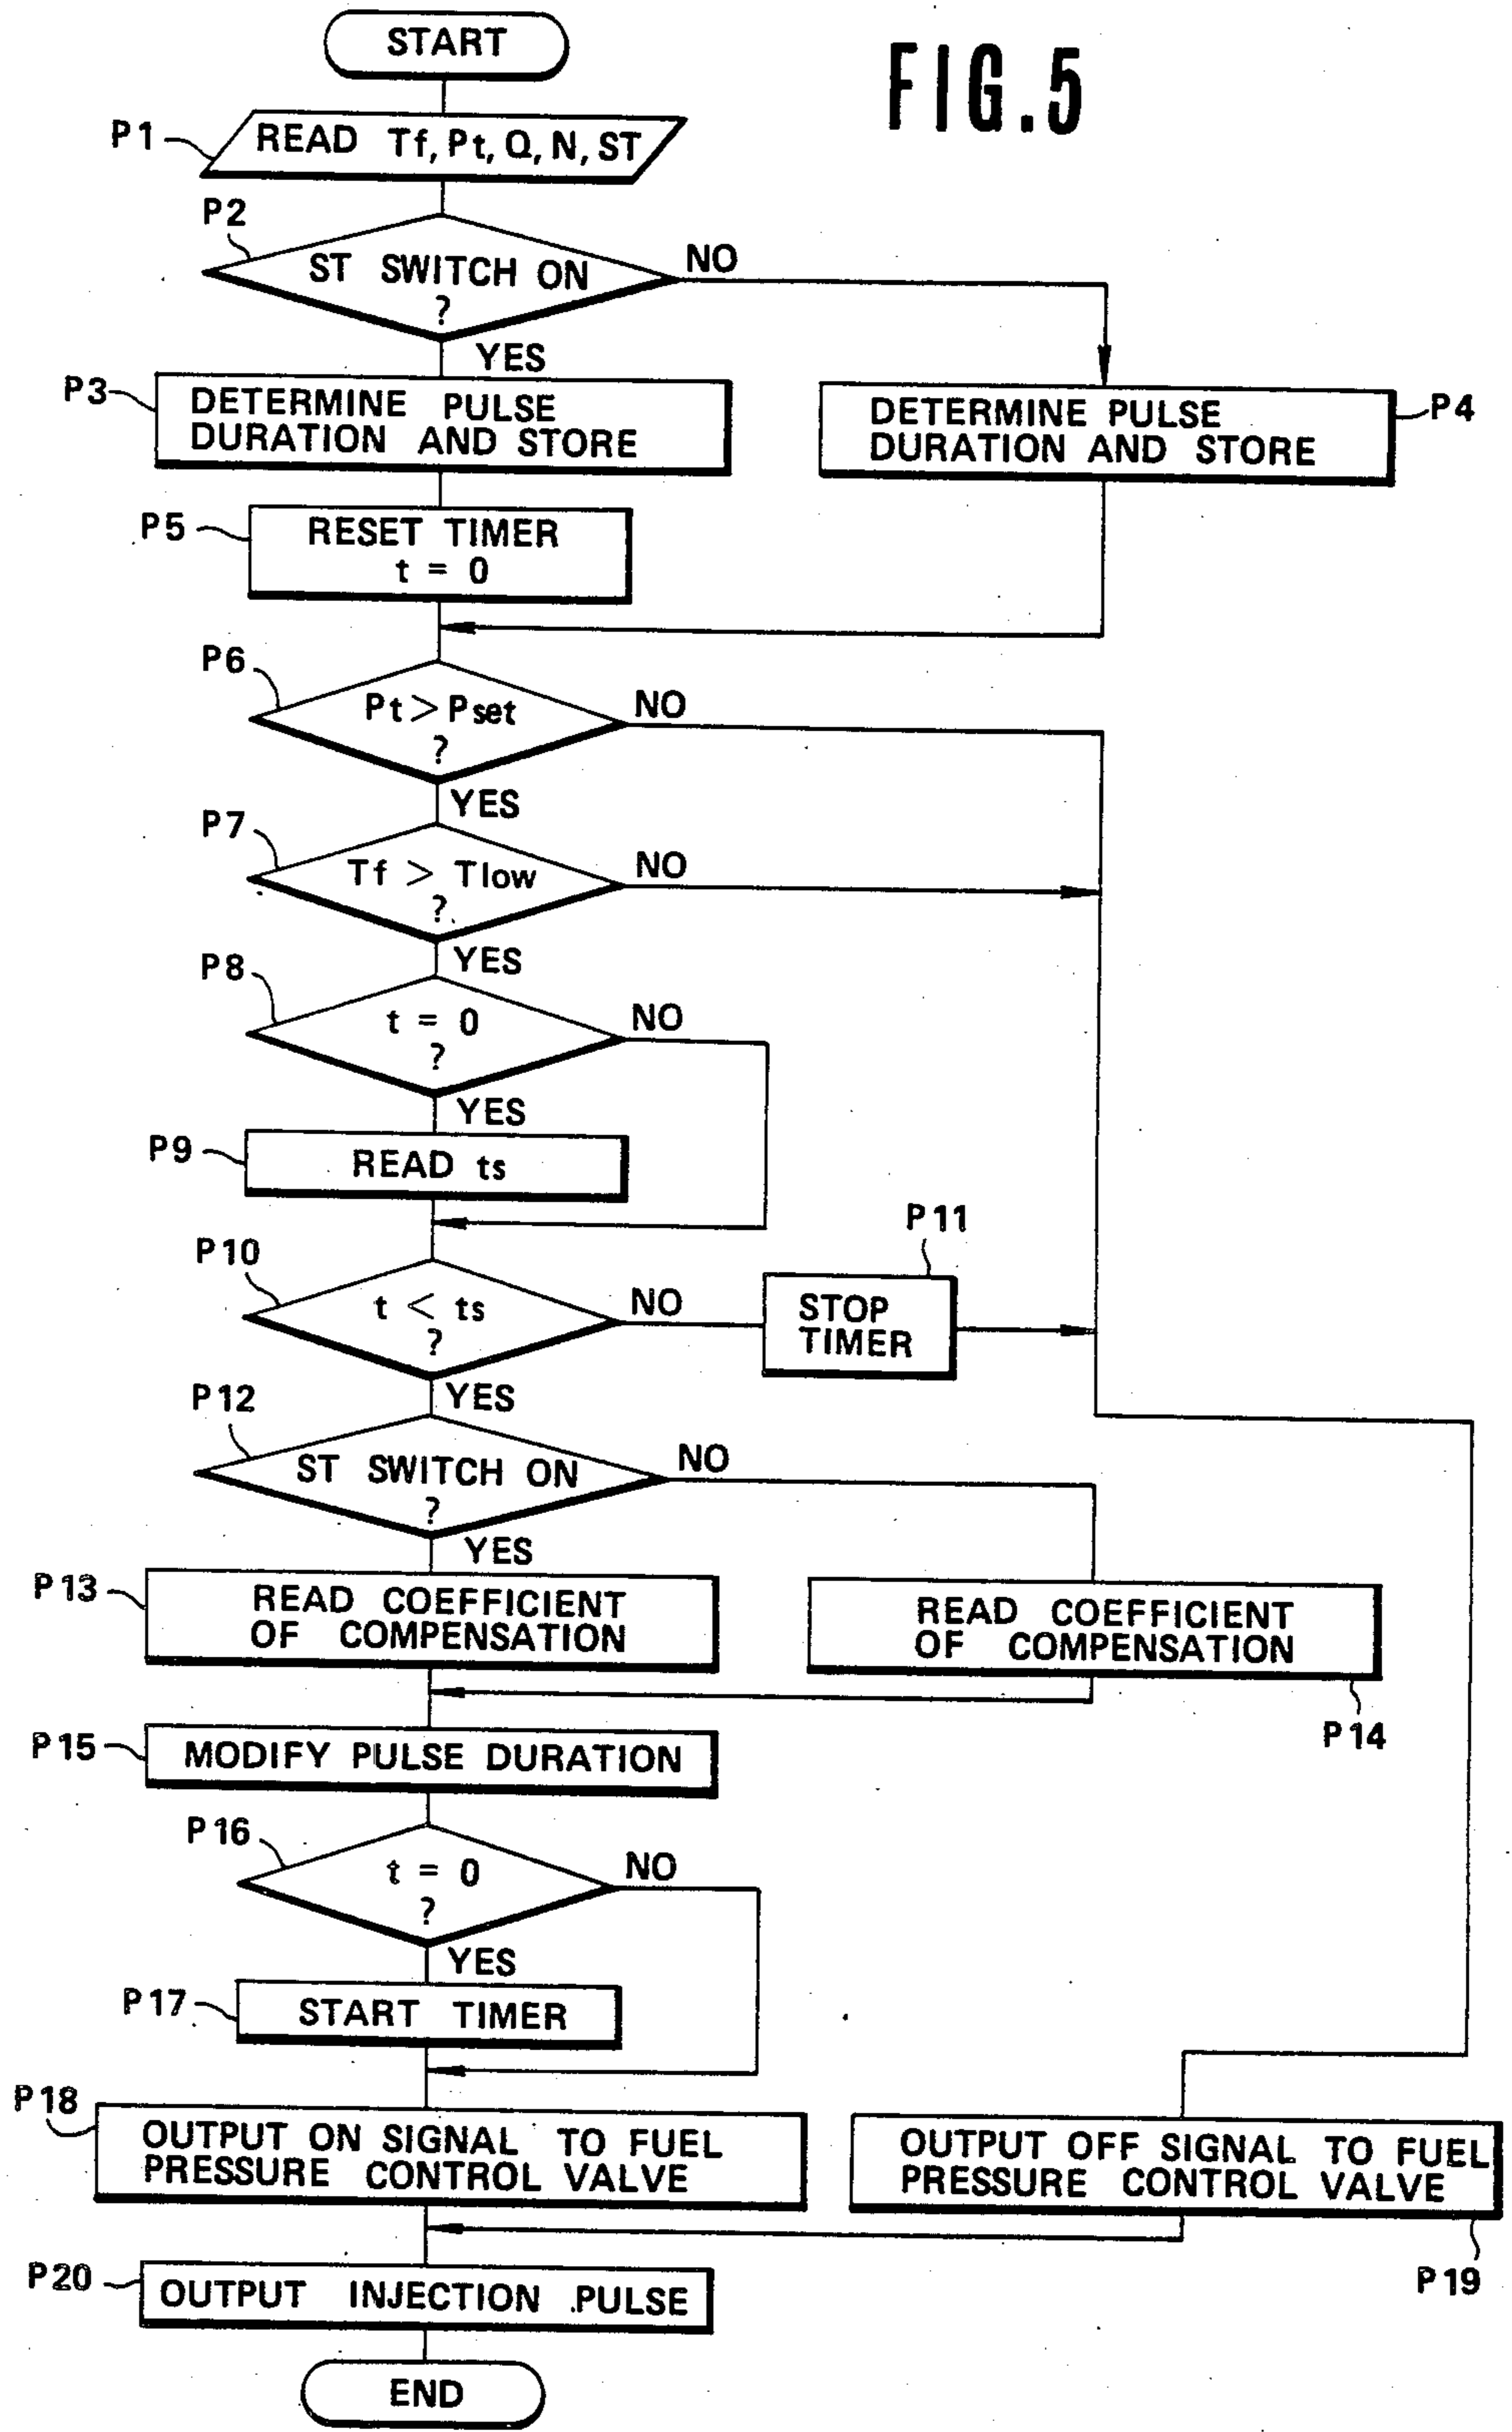 START
FIG.5
P1
READ Tf, Pt, Q, N, ST
P2
ST SWITCH ON
?
NO
YES
P3
DETERMINE PULSE
DURATION AND STORE
DETERMINE PULSE
DURATION AND STORE
P4
P5
RESET TIMER
t = 0
P6
Pt > Pset
?
NO
YES
P7
Tf > Tlow
?
NO
YES
P8
t = 0
?
NO
YES
P9
READ ts
P10
t < ts
?
NO
P11
STOP
TIMER
YES
P12
ST SWITCH ON
?
NO
YES
P13
READ COEFFICIENT
OF COMPENSATION
READ COEFFICIENT
OF COMPENSATION
P14
P15
MODIFY PULSE DURATION
P16
t = 0
?
NO
YES
P17
START TIMER
P18
OUTPUT ON SIGNAL TO FUEL
PRESSURE CONTROL VALVE
OUTPUT OFF SIGNAL TO FUEL
PRESSURE CONTROL VALVE
P19
P20
OUTPUT INJECTION PULSE
END